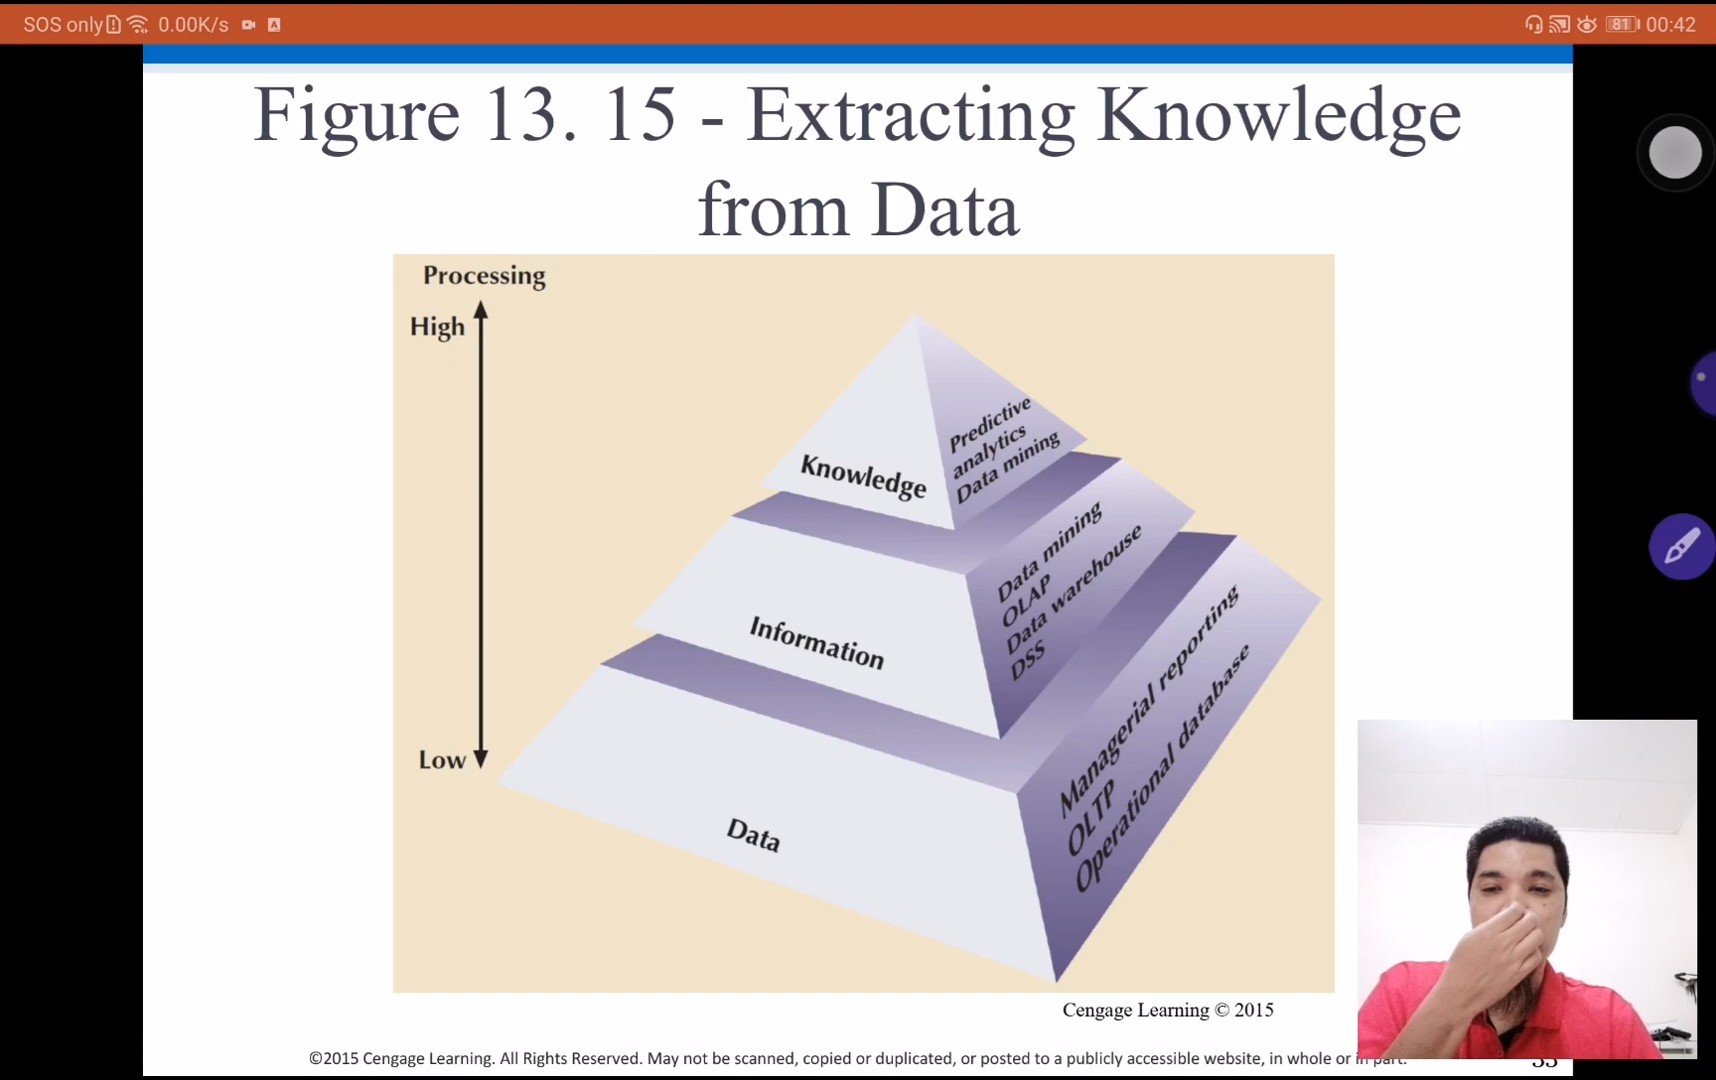 SOS only 0.00K/s A 81 00:42
Figure 13. 15 - Extracting Knowledge
from Data
Processing
High
Low
Knowledge
Predictive
analytics
Data mining
Information
Data mining
OLAP
Data warehouse
DSS
Data
Managerial reporting
OLTP
Operational database
Cengage Learning © 2015
©2015 Cengage Learning. All Rights Reserved. May not be scanned, copied or duplicated, or posted to a publicly accessible website, in whole or in part.